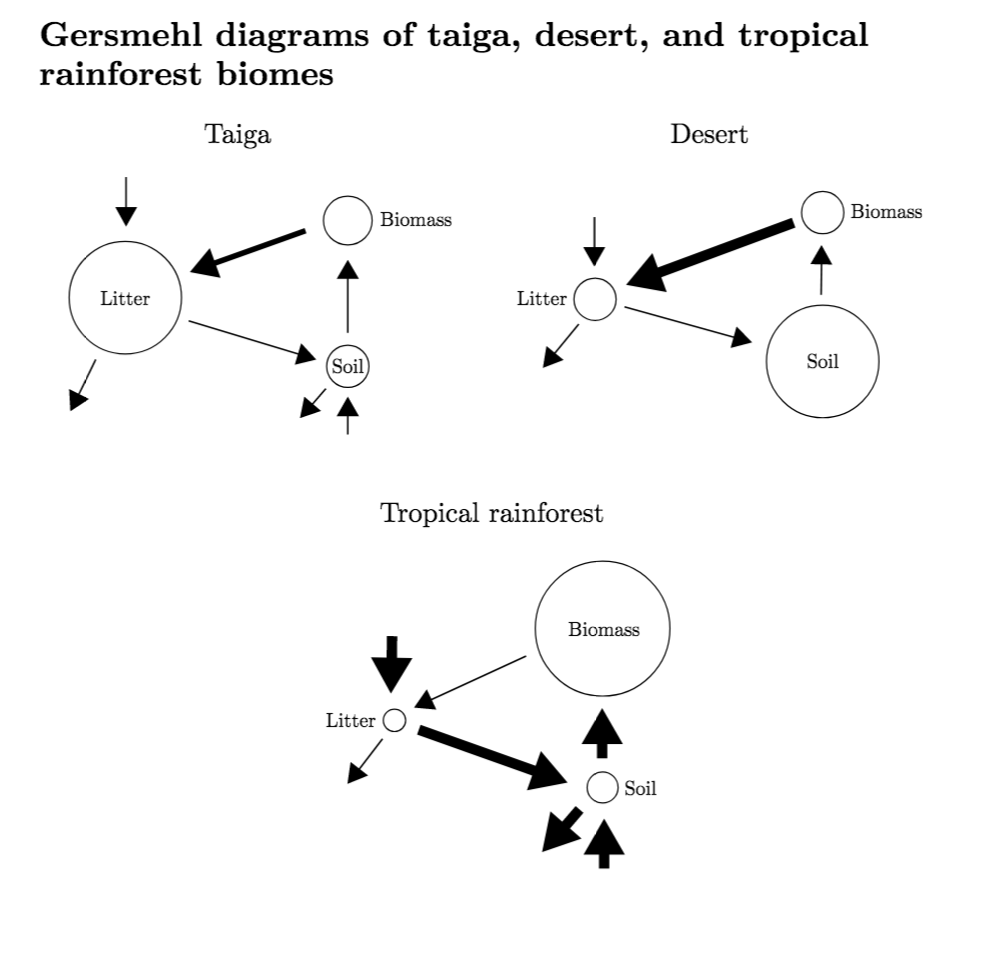 Gersmehl diagrams of taiga, desert, and tropical
rainforest biomes
Taiga
Biomass
Litter
Soil
Desert
Biomass
Litter
Soil
Tropical rainforest
Biomass
Litter
Soil